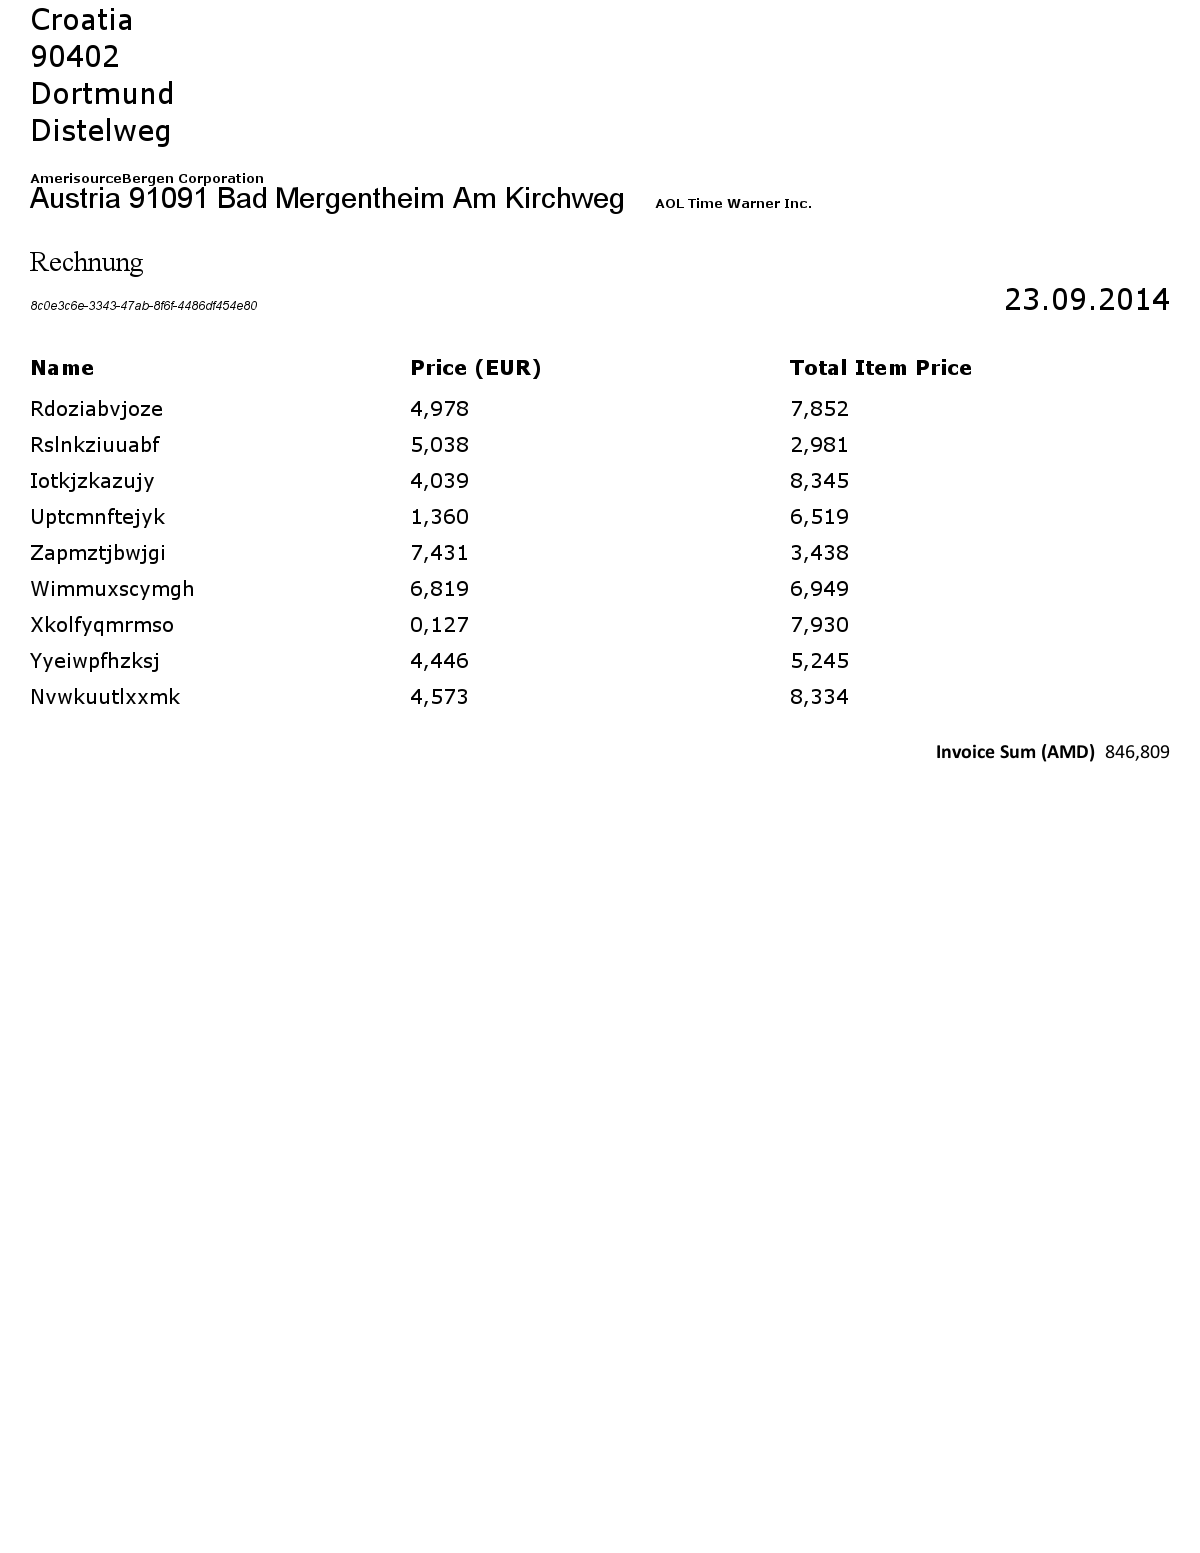 Croatia
90402
Dortmund
Distelweg
AmerisourceBergen Corporation
Austria 91091 Bad Mergentheim Am Kirchweg AOL Time Warner Inc.
Rechnung
8c0e3c6e-3343-47ab-8f6f-4486df454e80 23.09.2014
Name Price (EUR) Total Item Price
Rdoziabvjoze 4,978 7,852
Rslnkziuuabf 5,038 2,981
Iotkjzkazujy 4,039 8,345
Uptcmnftejyk 1,360 6,519
Zapmztjbwjgi 7,431 3,438
Wimmuxscymgh 6,819 6,949
Xkolfyqmrmso 0,127 7,930
Yyeiwpfhzksj 4,446 5,245
Nvwkuutlxxmk 4,573 8,334
Invoice Sum (AMD) 846,809